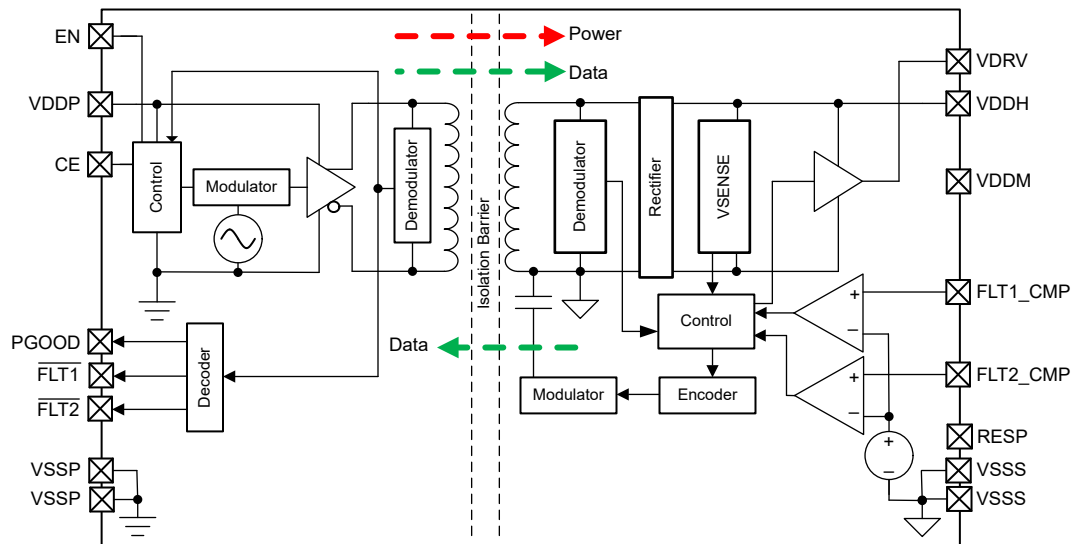 EN
Power
VDRV
Data
VDDP
VDDH
CE
Control
Modulator
Demodulator
Isolation Barrier
Demodulator
Rectifier
VSENSE
VDDM
FLT1_CMP
+
−
Control
PGOOD
Data
FLT1
FLT2
Decoder
FLT2_CMP
+
−
Modulator
Encoder
RESP
+
−
VSSP
VSSS
VSSP
VSSS